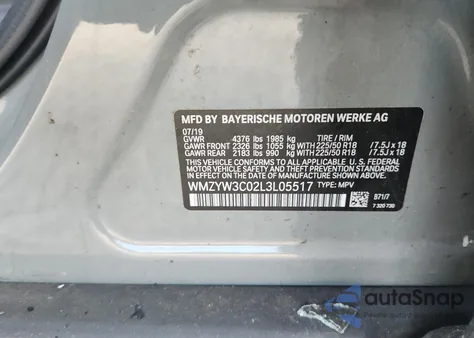 MFD BY BAYERISCHE MOTOREN WERKE AG
07/19
GVWR 4376 lbs 1985 kg TIRE / RIM
GAWR FRONT 2326 lbs 1055 kg WITH 225/50 R18 /7.5J x 18
GAWR REAR 2183 lbs 990 kg WITH 225/50 R18 /7.5J x 18
THIS VEHICLE CONFORMS TO ALL APPLICABLE FEDERAL
MOTOR VEHICLE SAFETY STANDARDS IN EFFECT ON THE DATE
OF MANUFACTURE SHOWN ABOVE.
WMZYW3C02L3L05517 TYPE: MPV
B71/7
7 320 730
autoSnap